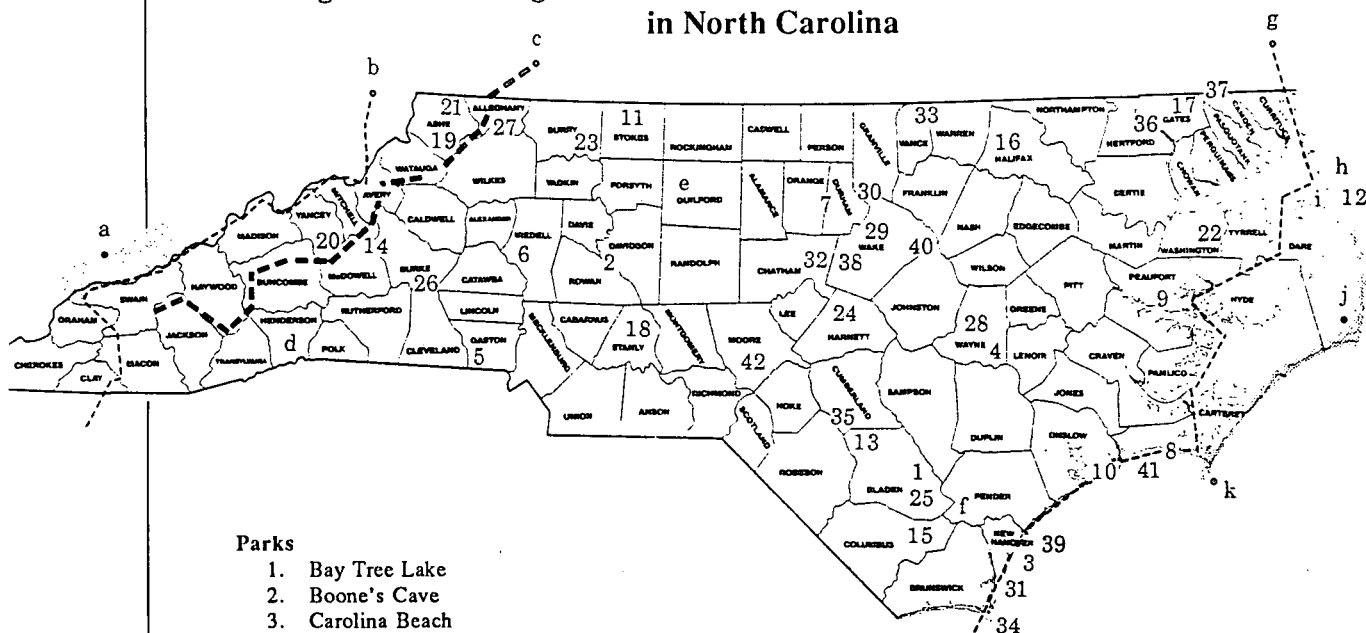 in North Carolina
g
c
b
37
21 ALLEGHANY
ASHE
19 27
SURRY 23
11
STOKES
ROCKINGHAM
CADWELL
PERSON
GRANVILLE
33
VANCE WARREN
NORTHAMPTON
16
HALIFAX
17
GATES
36
HERTFORD
CAMDEN
CURRITUCK
PASQUOTANK
PERQUIMANS
CHOWAN
WATAUGA
WILKES
YADKIN
FORSYTH
e
GUILFORD
ALAMANCE
ORANGE
7
DURHAM
30
FRANKLIN
NASH
EDGECOMBE
BERTIE
h
i 12
AVERY
MITCHELL
YANCEY
MADISON
CALDWELL
ALEXANDER
IREDELL
6
DAVIE
DAVIDSON
2
ROWAN
RANDOLPH
CHATHAM
32
29
WAKE
38
40
WILSON
MARTIN
22
WASHINGTON
TYRRELL
DARE
a
20
14
SWAIN
HAYWOOD
BUNCOMBE
McDOWELL
BURKE
26
CATAWBA
LINCOLN
GRAHAM
JACKSON
HENDERSON
RUTHERFORD
CABARRUS
18
STANLY
MONTGOMERY
MOORE
42
LEE
24
HARNETT
JOHNSTON
28
WAYNE
4
GREENE
PITT
BEAUFORT
9
HYDE
j
CHEROKEE
CLAY
MACON
TRANSYLVANIA
d
POLK
CLEVELAND
GASTON
5
MECKLENBURG
UNION
ANSON
RICHMOND
SCOTLAND
HOKE
CUMBERLAND
35
SAMPSON
LENOIR
CRAVEN
PAMLICO
JONES
CARTERET
13
DUPLIN
ONSLOW
10
41
8
k
ROBESON
1
BLADEN
25
f
PENDER
COLUMBUS
15
NEW
HANOVER
39
3
BRUNSWICK
31
34
Parks
1. Bay Tree Lake
2. Boone's Cave
3. Carolina Beach